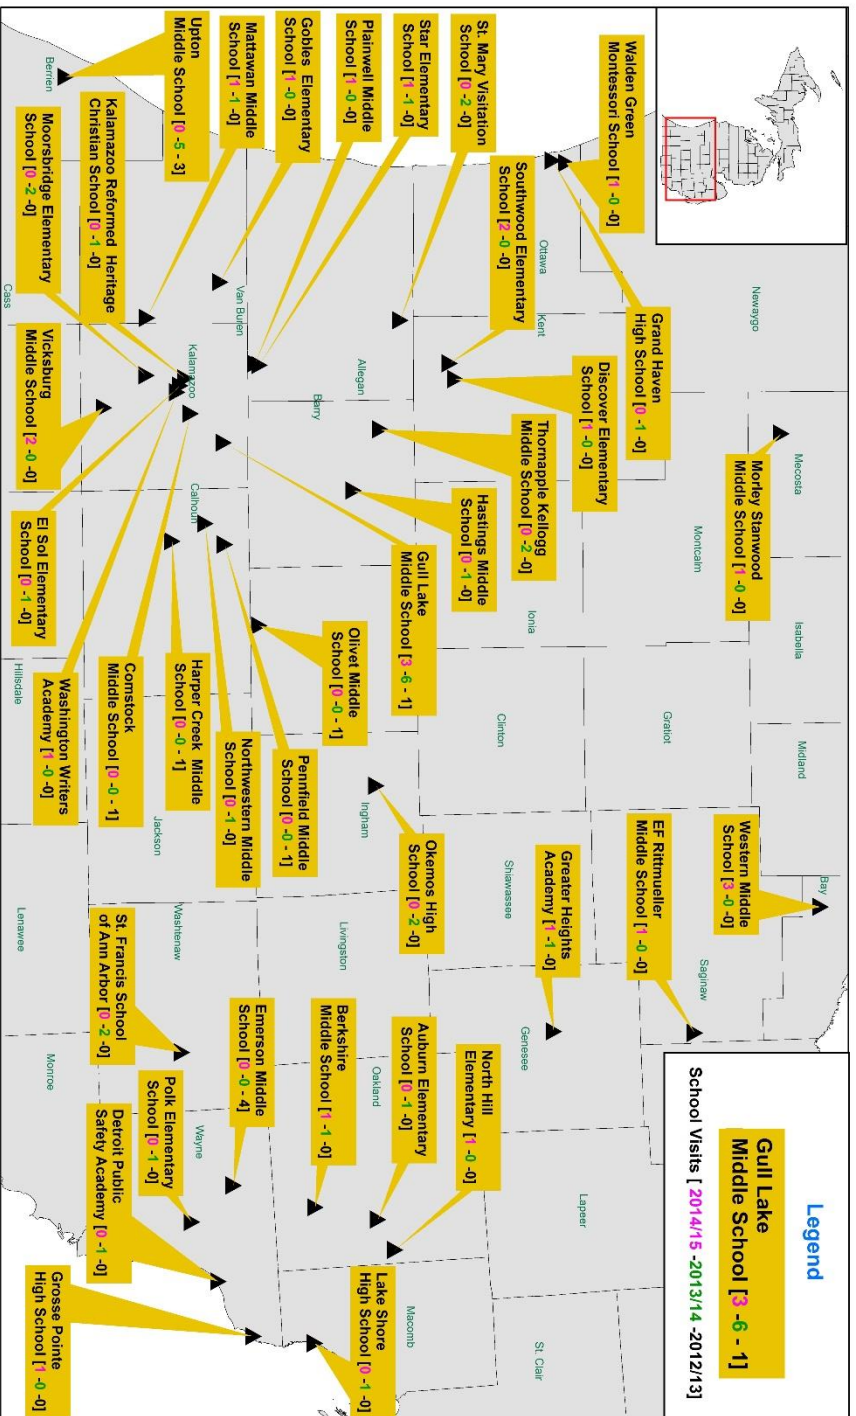 Legend
Gull Lake
Middle School [3 -6 - 1]
School Visits [ 2014/15 -2013/14 -2012/13]
Walden Green
Montessori School [1 -0 -0]
Grand Haven
High School [0 -1 -0]
Morley Stanwood
Middle School [1 -0 -0]
Western Middle
School [3 -0 -0]
EF Rittmueller
Middle School [1 -0 -0]
St. Mary Visitation
School [0 -2 -0]
Southwood Elementary
School [2 -0 -0]
Discover Elementary
School [1 -0 -0]
Thornapple Kellogg
Middle School [0 -2 -0]
Hastings Middle
School [0 -1 -0]
Greater Heights
Academy [1 -1 -0]
Star Elementary
School [1 -1 -0]
Plainwell Middle
School [1 -0 -0]
Gobles Elementary
School [1 -0 -0]
Mattawan Middle
School [1 -1 -0]
Upton
Middle School [0 -5 - 3]
Gull Lake
Middle School [3 -6 - 1]
Olivet Middle
School [0 -0 - 1]
Okemos High
School [0 -2 -0]
North Hill
Elementary [1 -0 -0]
Auburn Elementary
School [0 -1 -0]
Berkshire
Middle School [1 -1 -0]
Lake Shore
High School [0 -1 -0]
Pennfield Middle
School [0 -0 - 1]
Northwestern Middle
School [0 -1 -0]
Harper Creek Middle
School [0 -0 - 1]
Comstock
Middle School [0 -0 - 1]
Washington Writers
Academy [1 -0 -0]
Emerson Middle
School [0 -0 - 4]
Polk Elementary
School [0 -1 -0]
Detroit Public
Safety Academy [0 -1 -0]
Grosse Pointe
High School [1 -0 -0]
St. Francis School
of Ann Arbor [0 -2 -0]
Kalamazoo Reformed Heritage
Christian School [0 -1 -0]
Moorsbridge Elementary
School [0 -2 -0]
Vicksburg
Middle School [2 -0 -0]
El Sol Elementary
School [0 -1 -0]
Newaygo
Mecosta
Isabella
Midland
Bay
Saginaw
Montcalm
Gratiot
Ottawa
Kent
Ionia
Clinton
Shiawassee
Genesee
Lapeer
St. Clair
Allegan
Barry
Ingham
Livingston
Oakland
Macomb
Van Buren
Kalamazoo
Calhoun
Jackson
Washtenaw
Wayne
Berrien
Cass
Hillsdale
Lenawee
Monroe